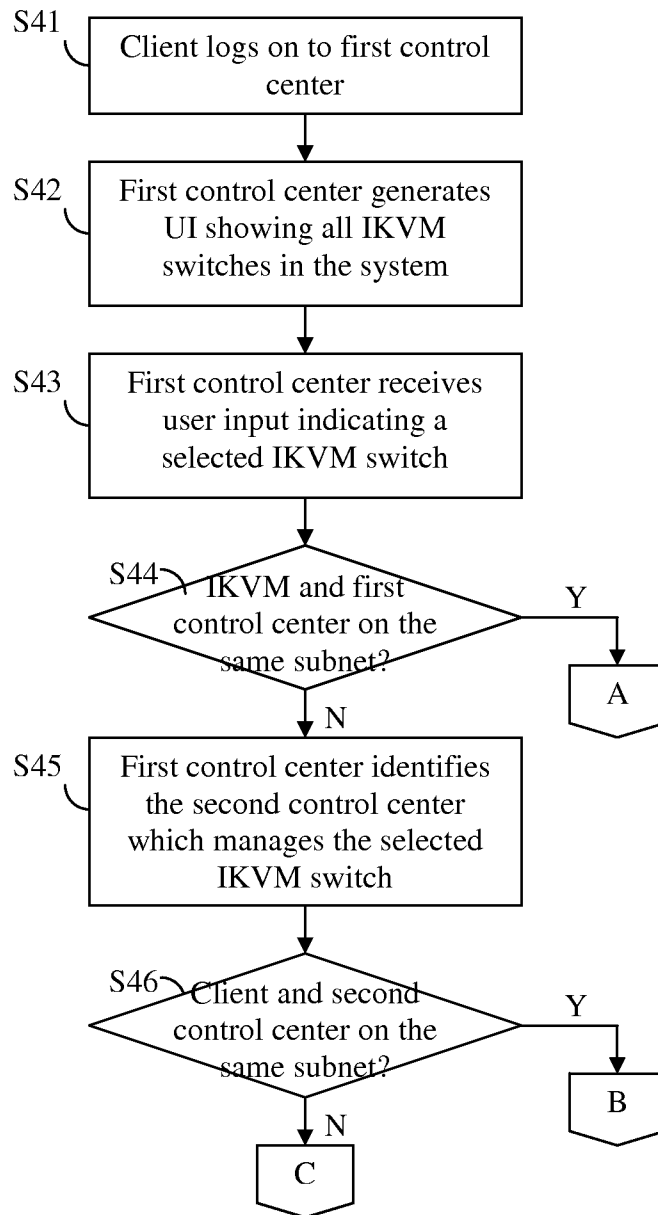 S41
Client logs on to first control
center
S42
First control center generates
UI showing all IKVM
switches in the system
S43
First control center receives
user input indicating a
selected IKVM switch
S44
IKVM and first
control center on the
same subnet?
Y
A
N
S45
First control center identifies
the second control center
which manages the selected
IKVM switch
S46
Client and second
control center on the
same subnet?
Y
B
N
C